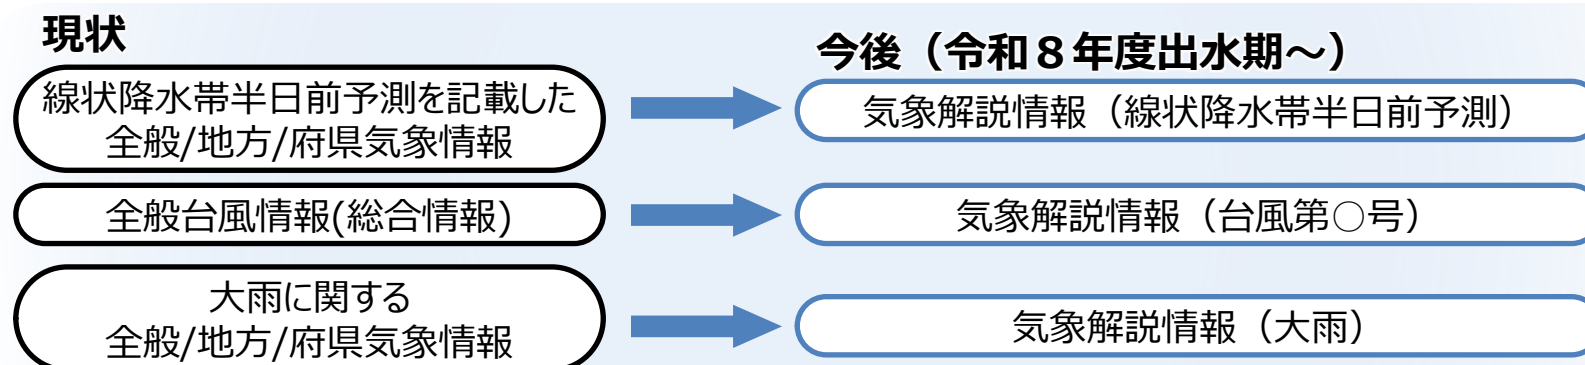 現状
今後（令和８年度出水期～）
線状降水帯半日前予測を記載した
全般/地方/府県気象情報
気象解説情報（線状降水帯半日前予測）
全般台風情報(総合情報)
気象解説情報（台風第○号）
大雨に関する
全般/地方/府県気象情報
気象解説情報（大雨）